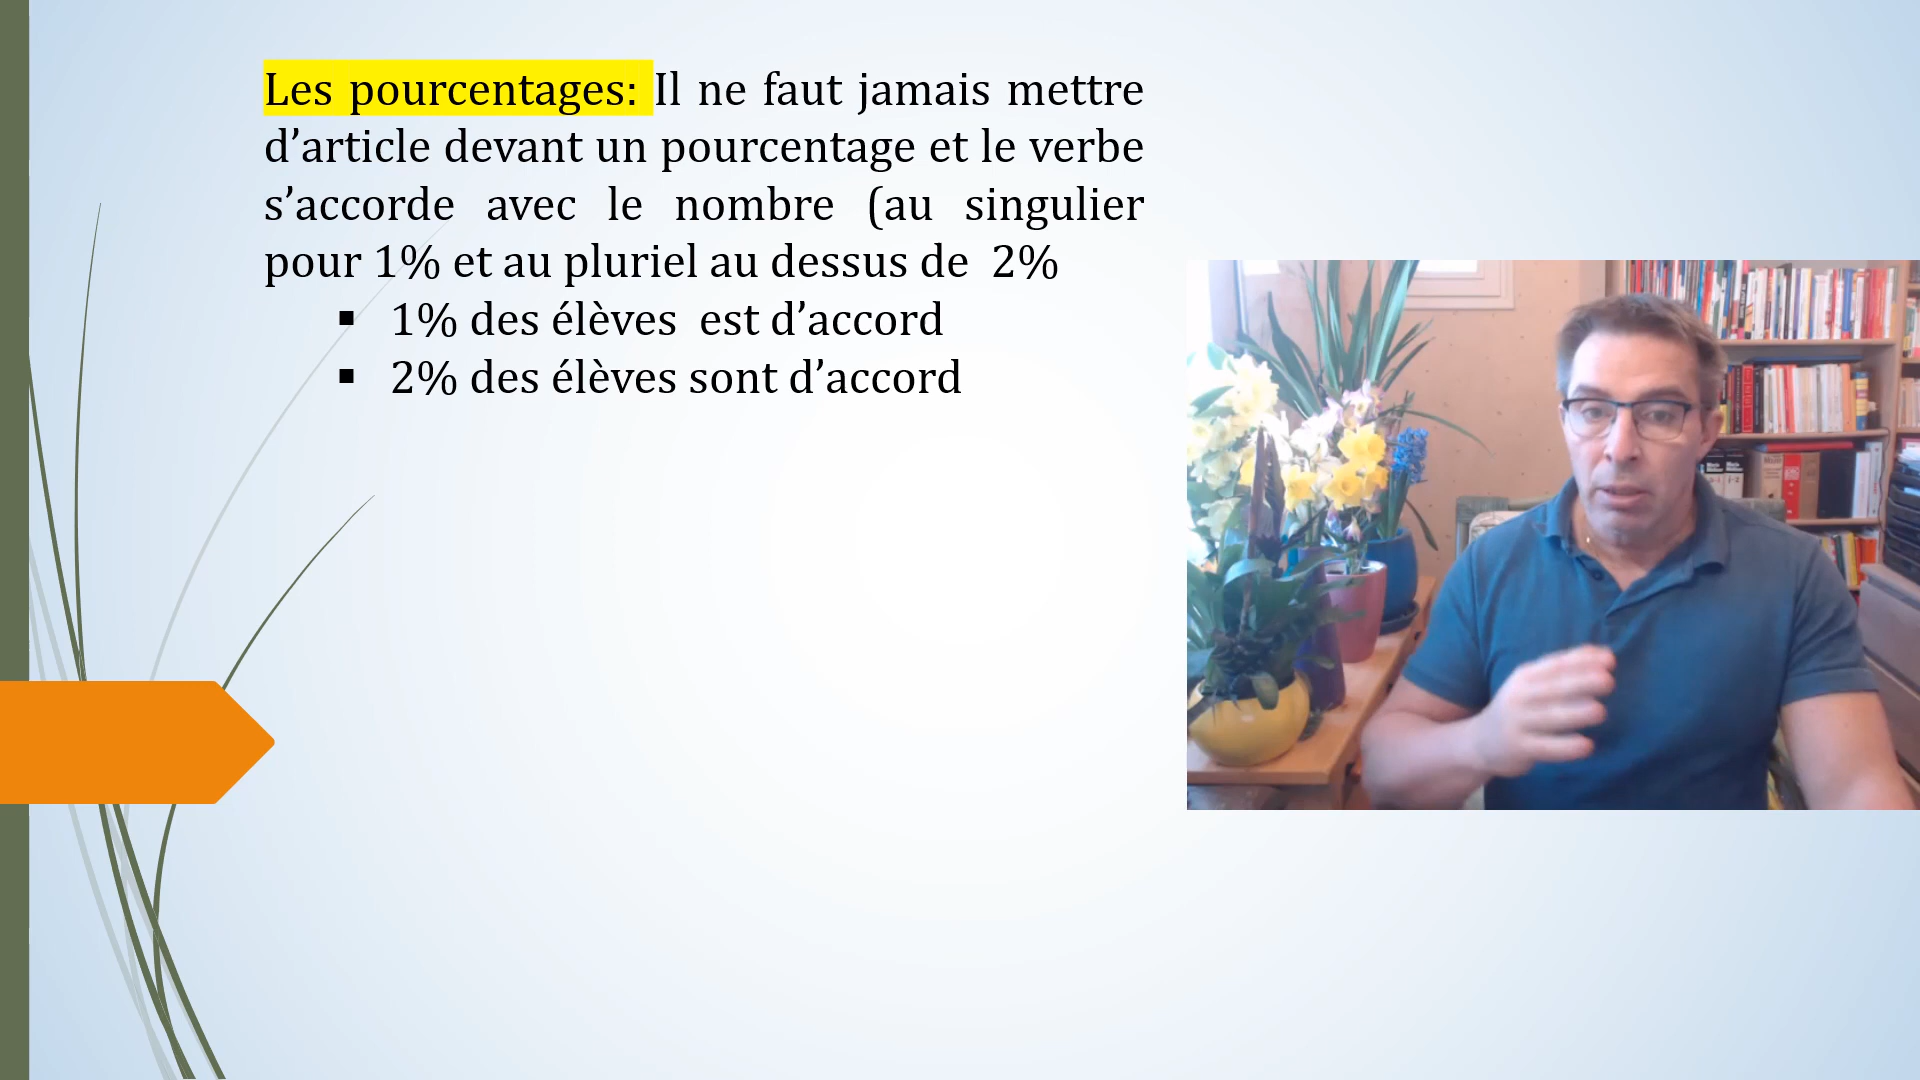 Les pourcentages: Il ne faut jamais mettre
d’article devant un pourcentage et le verbe
s’accorde avec le nombre (au singulier
pour 1% et au pluriel au dessus de 2%
▪ 1% des élèves est d’accord
▪ 2% des élèves sont d’accord